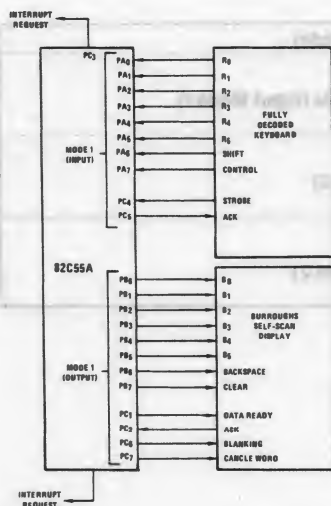 INTERRUPT
REQUEST
PC₃
PA₀ R₀
PA₁ R₁
PA₂ R₂
PA₃ R₃
PA₄ R₄
PA₅ R₅
PA₆ SHIFT
PA₇ CONTROL
PC₄ STROBE
PC₅ ACK
MODE 1
(INPUT)
FULLY
DECODED
KEYBOARD
82C55A
PB₀ B₀
PB₁ B₁
PB₂ B₂
PB₃ B₃
PB₄ B₄
PB₅ B₅
PB₆ BACKSPACE
PB₇ CLEAR
PC₁ DATA READY
PC₂ ACK
PC₆ BLANKING
PC₇ CANCLE WORD
MODE 1
(OUTPUT)
BURROUGHS
SELF-SCAN
DISPLAY
INTERRUPT
REQUEST